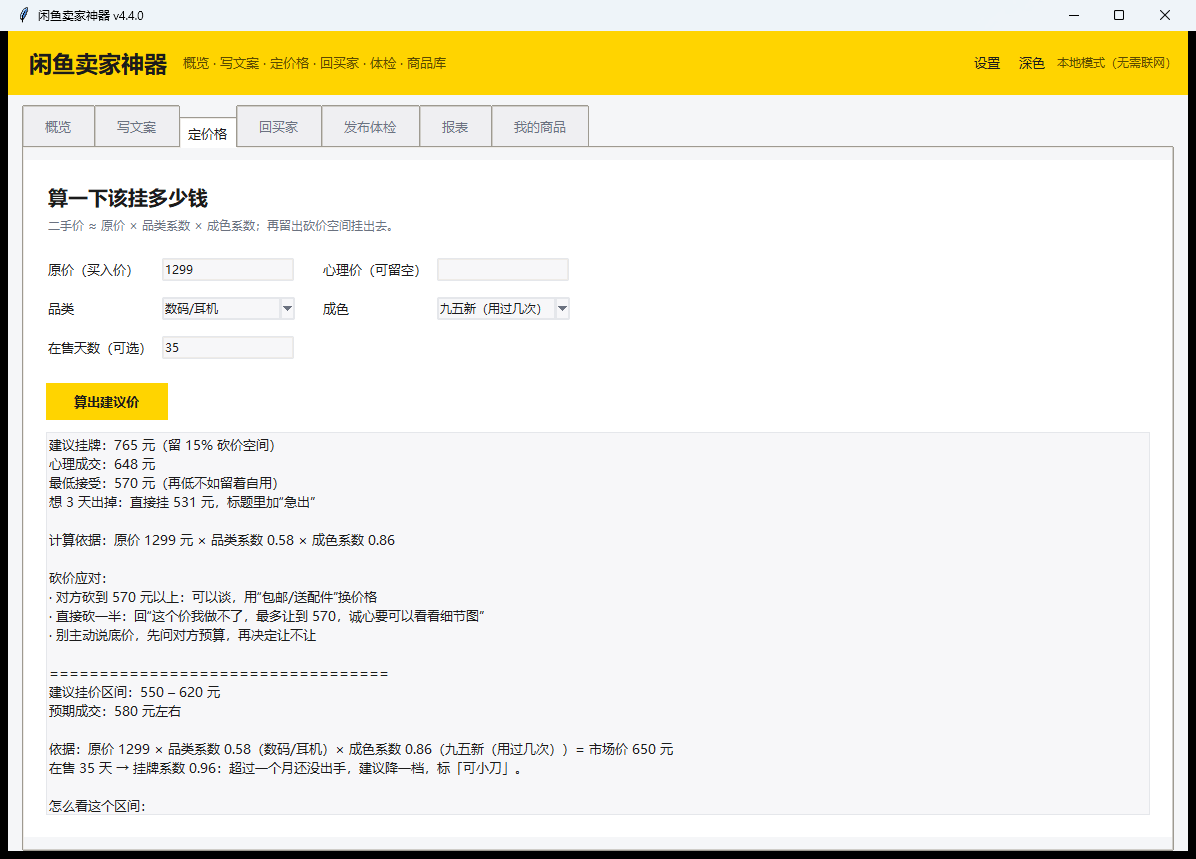 闲鱼卖家神器 v4.4.0
闲鱼卖家神器 概览 · 写文案 · 定价格 · 回买家 · 体检 · 商品库 设置 深色 本地模式（无需联网）
概览 写文案 定价格 回买家 发布体检 报表 我的商品
算一下该挂多少钱
二手价 ≈ 原价 × 品类系数 × 成色系数；再留出砍价空间挂出去。
原价（买入价） 1299 心理价（可留空）
品类 数码/耳机 成色 九五新（用过几次）
在售天数（可选） 35
算出建议价
建议挂牌：765 元（留 15% 砍价空间）
心理成交：648 元
最低接受：570 元（再低不如留着自用）
想 3 天出掉：直接挂 531 元，标题里加“急出”
计算依据：原价 1299 元 × 品类系数 0.58 × 成色系数 0.86
砍价应对：
· 对方砍到 570 元以上：可以谈，用“包邮/送配件”换价格
· 直接砍一半：回“这个价我做不了，最多让到 570，诚心要可以看看细节图”
· 别主动说底价，先问对方预算，再决定让不让
==================================
建议挂价区间：550 – 620 元
预期成交：580 元左右
依据：原价 1299 × 品类系数 0.58（数码/耳机）× 成色系数 0.86（九五新（用过几次））= 市场价 650 元
在售 35 天 → 挂牌系数 0.96：超过一个月还没出手，建议降一档，标「可小刀」。
怎么看这个区间：